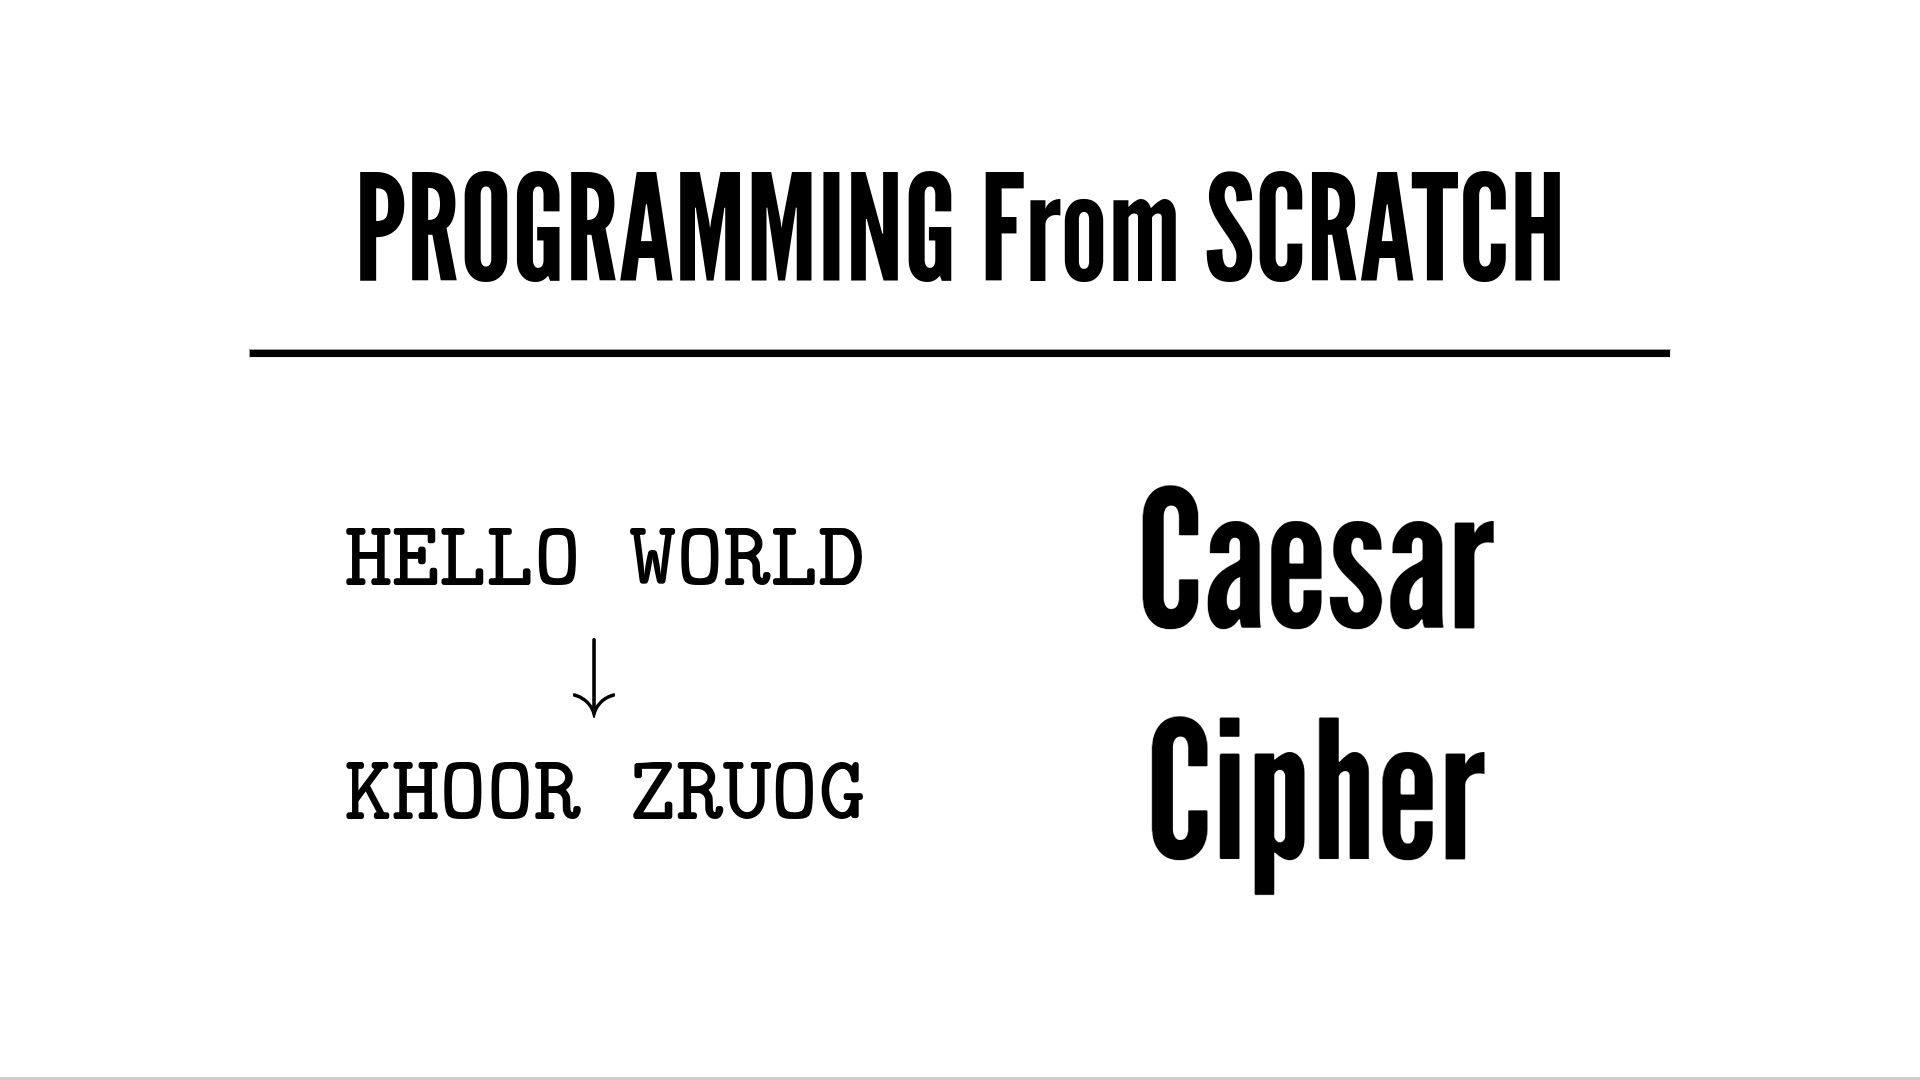 PROGRAMMING From SCRATCH
HELLO WORLD
↓
KHOOR ZRUOG
Caesar
Cipher